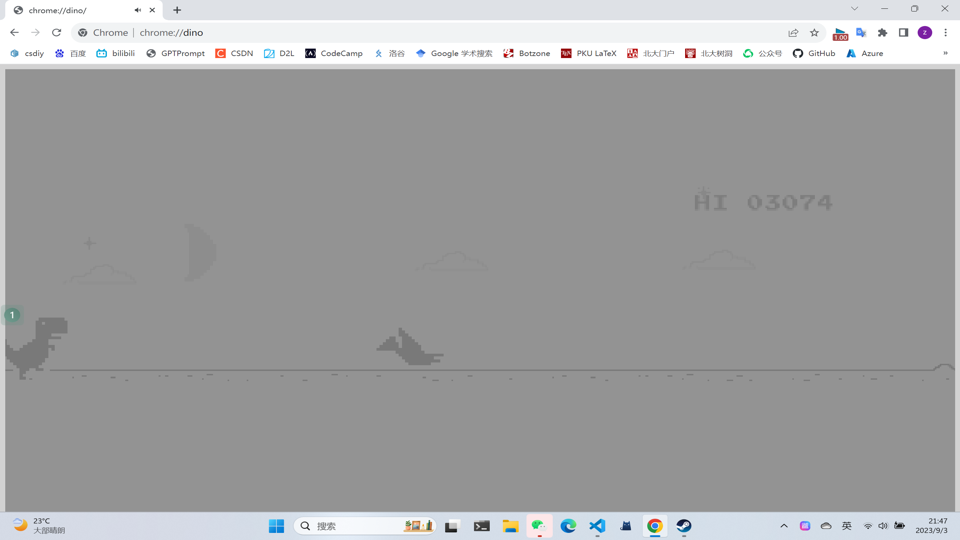 chrome://dino/
Chrome | chrome://dino
1.00
z
csdiy 百度 bilibili GPTPrompt CSDN D2L CodeCamp 洛谷 Google 学术搜索 Botzone PKU LaTeX 北大门户 北大树洞 公众号 GitHub Azure »
HI 03074
1
23°C
大部晴朗
搜索
英
21:47
2023/9/3